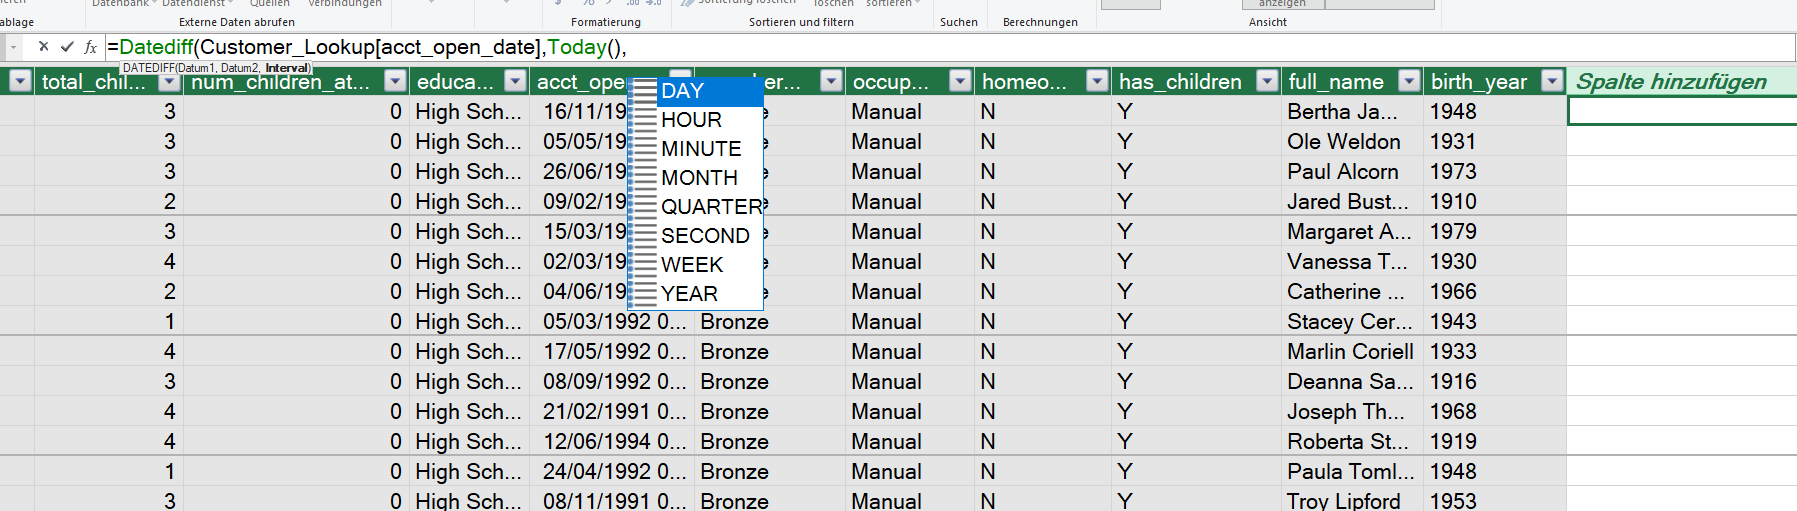 Datenbank Datendienst Quellen Verbindungen $ % Sortierung löschen löschen sortieren anzeigen
ablage Externe Daten abrufen Formatierung Sortieren und filtern Suchen Berechnungen Ansicht
fx =Datediff(Customer_Lookup[acct_open_date],Today(),
DATEDIFF(Datum1, Datum2, Interval)
total_chil... num_children_at... educa... acct_ope er... occup... homeo... has_children full_name birth_year Spalte hinzufügen
DAY
HOUR
MINUTE
MONTH
QUARTER
SECOND
WEEK
YEAR
3 0 High Sch... 16/11/19 e Manual N Y Bertha Ja... 1948
3 0 High Sch... 05/05/19 e Manual N Y Ole Weldon 1931
3 0 High Sch... 26/06/19 e Manual N Y Paul Alcorn 1973
2 0 High Sch... 09/02/19 e Manual N Y Jared Bust... 1910
3 0 High Sch... 15/03/19 Manual N Y Margaret A... 1979
4 0 High Sch... 02/03/19 e Manual N Y Vanessa T... 1930
2 0 High Sch... 04/06/19 e Manual N Y Catherine ... 1966
1 0 High Sch... 05/03/1992 0... Bronze Manual N Y Stacey Cer... 1943
4 0 High Sch... 17/05/1992 0... Bronze Manual N Y Marlin Coriell 1933
3 0 High Sch... 08/09/1992 0... Bronze Manual N Y Deanna Sa... 1916
4 0 High Sch... 21/02/1991 0... Bronze Manual N Y Joseph Th... 1968
4 0 High Sch... 12/06/1994 0... Bronze Manual N Y Roberta St... 1919
1 0 High Sch... 24/04/1992 0... Bronze Manual N Y Paula Toml... 1948
3 0 High Sch... 08/11/1991 0... Bronze Manual N Y Troy Lipford 1953